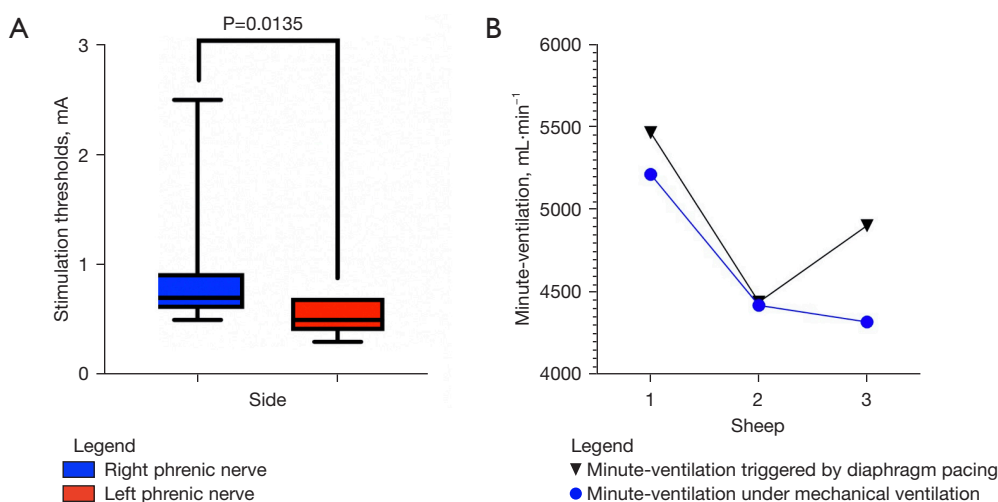 A
P=0.0135
3
2
1
0
Stimulation thresholds, mA
Side
Legend
Right phrenic nerve
Left phrenic nerve
B
6000
5500
5000
4500
4000
Minute-ventilation, mL·min⁻¹
1 2 3
Sheep
Legend
Minute-ventilation triggered by diaphragm pacing
Minute-ventilation under mechanical ventilation